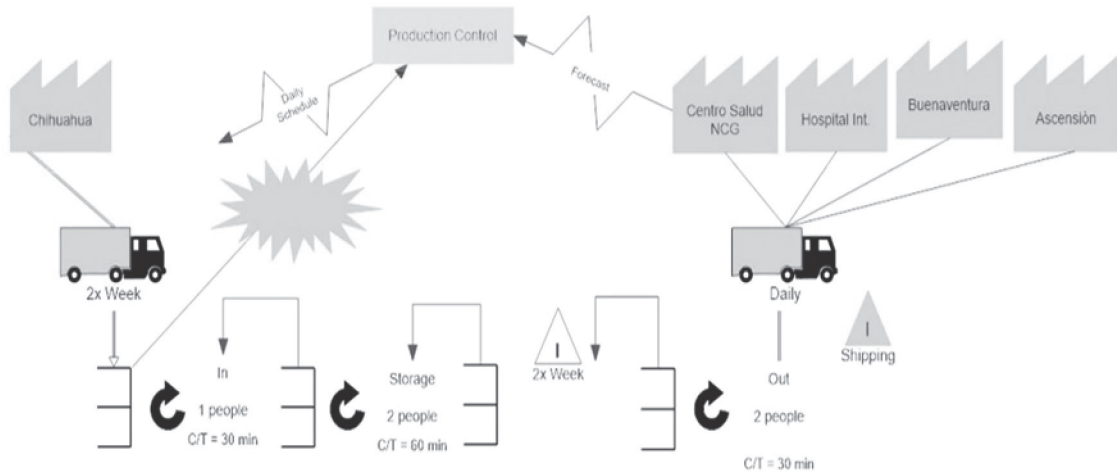 Production Control
Chihuahua
Daily
Schedule
Forecast
Centro Salud
NCG
Hospital Int.
Buenaventura
Ascensión
2x Week
Daily
I
Shipping
In
1 people
C/T = 30 min
Storage
2 people
C/T = 60 min
I
2x Week
Out
2 people
C/T = 30 min